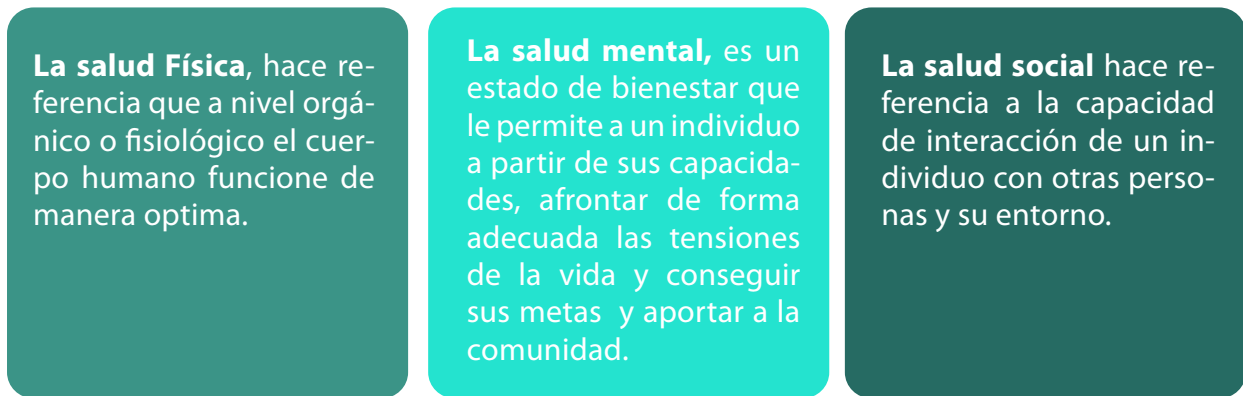 La salud Física, hace re-
ferencia que a nivel orgá-
nico o fisiológico el cuer-
po humano funcione de
manera optima.
La salud mental, es un
estado de bienestar que
le permite a un individuo
a partir de sus capacida-
des, afrontar de forma
adecuada las tensiones
de la vida y conseguir
sus metas y aportar a la
comunidad.
La salud social hace re-
ferencia a la capacidad
de interacción de un in-
dividuo con otras perso-
nas y su entorno.